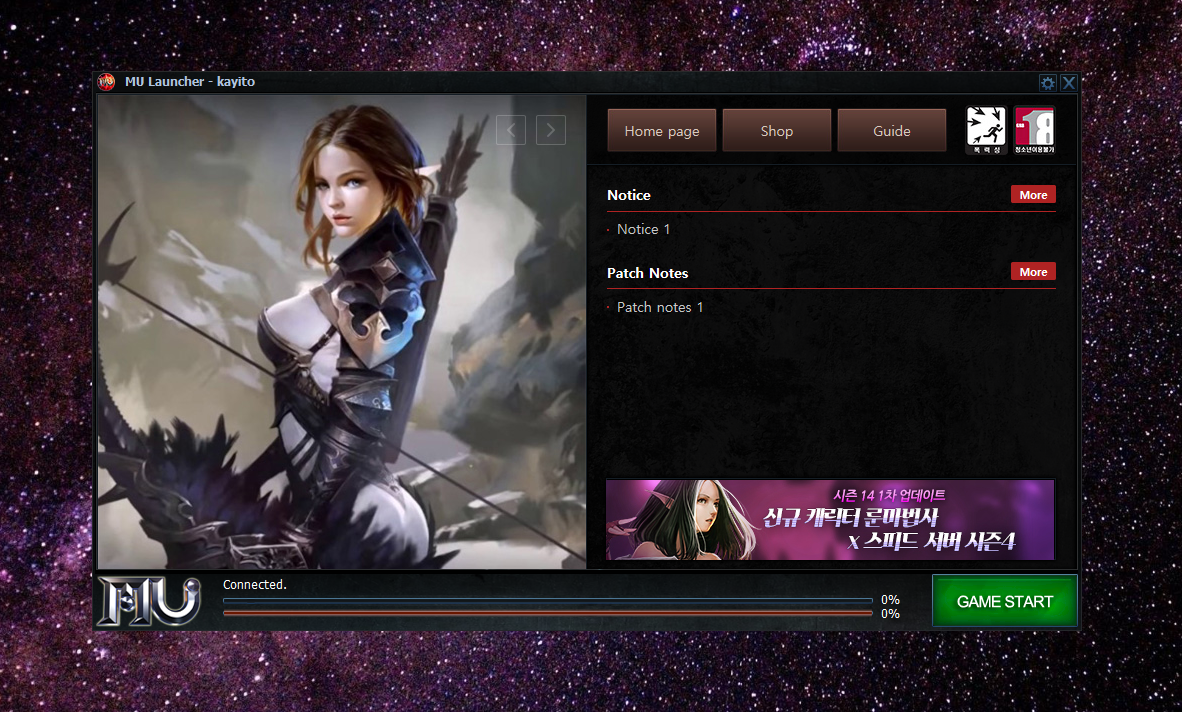 MU Launcher - kayito
Home page
Shop
Guide
폭력성
18
청소년이용불가
Notice
More
· Notice 1
Patch Notes
More
· Patch notes 1
시즌 14 1차 업데이트
신규 캐릭터 룬마법사
x 스피드 서버 시즌4
MU
Connected.
0%
0%
GAME START